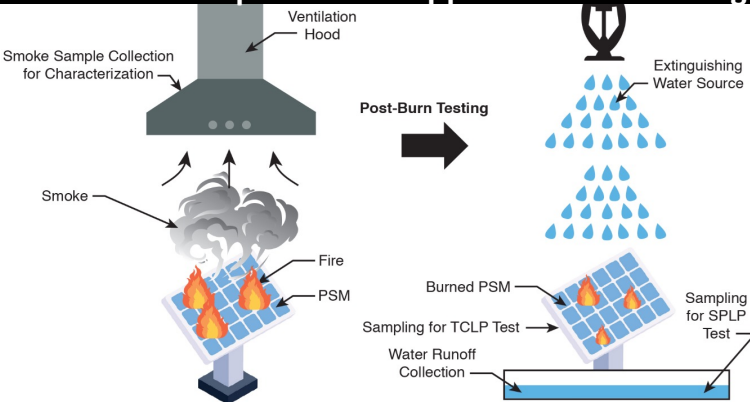 Ventilation
Hood
Smoke Sample Collection
for Characterization
Smoke
Fire
PSM
Post-Burn Testing
Extinguishing
Water Source
Burned PSM
Sampling for TCLP Test
Water Runoff
Collection
Sampling
for SPLP
Test